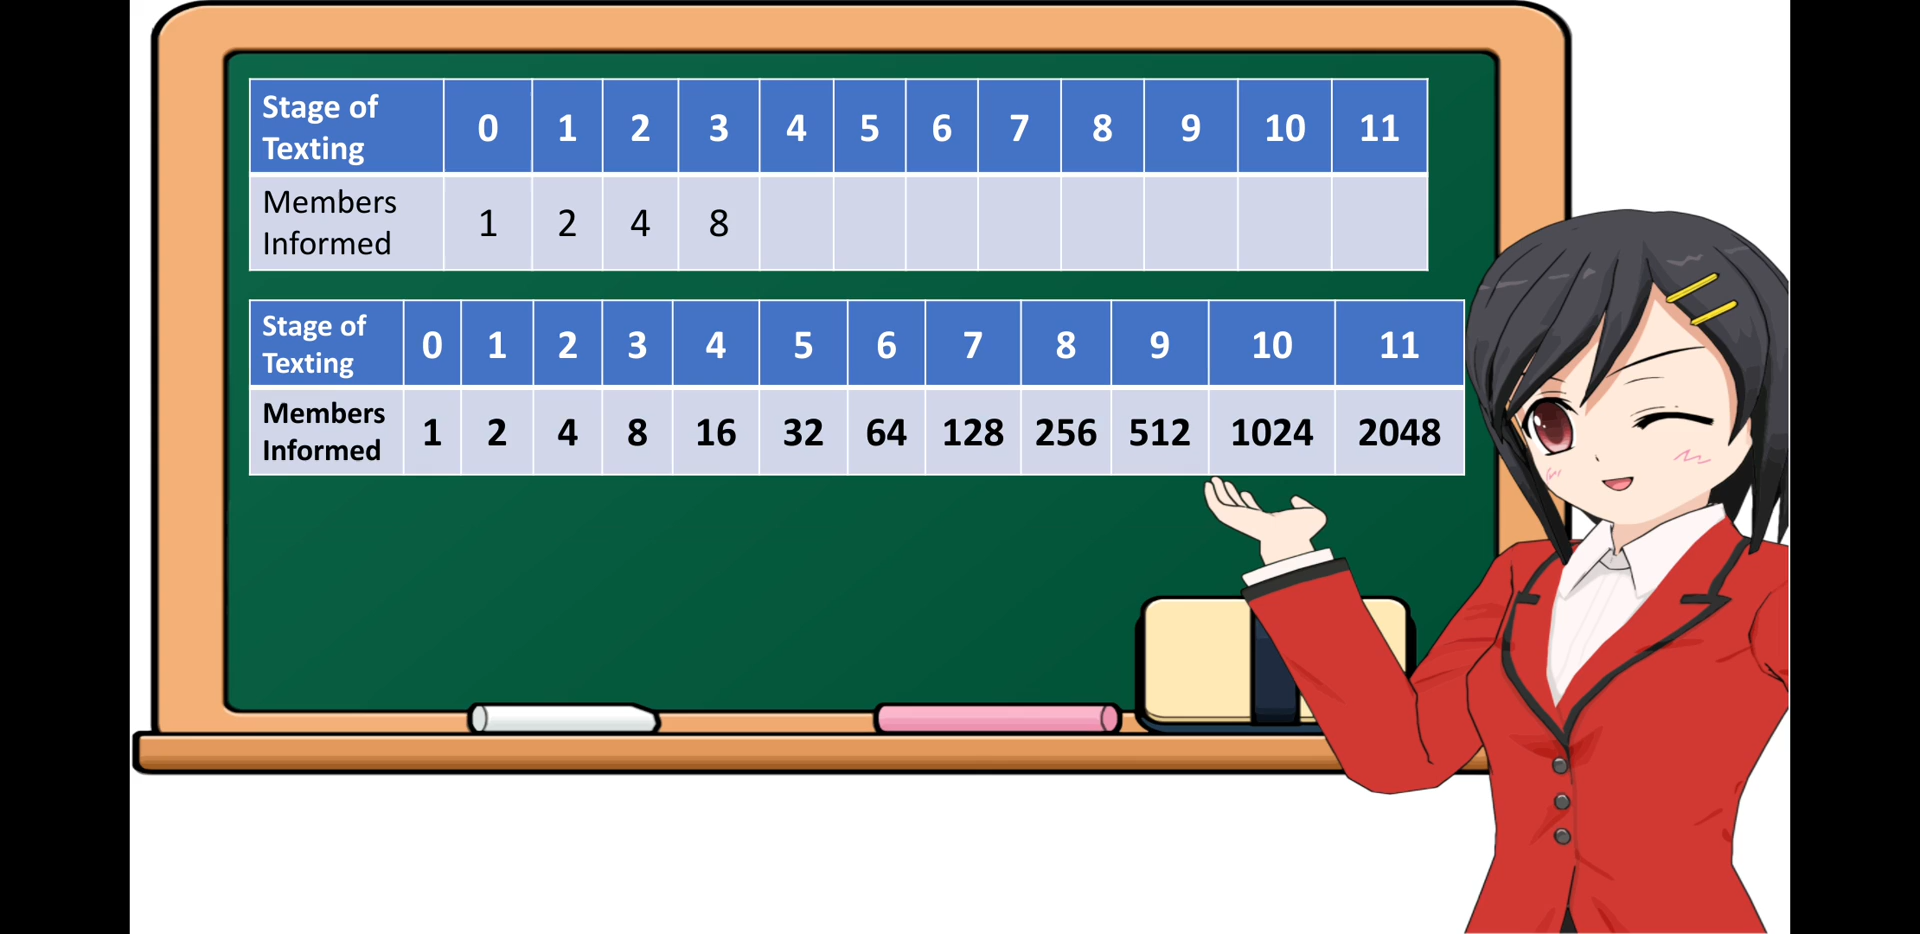 Stage of Texting 0 1 2 3 4 5 6 7 8 9 10 11
Members Informed 1 2 4 8
Stage of Texting 0 1 2 3 4 5 6 7 8 9 10 11
Members Informed 1 2 4 8 16 32 64 128 256 512 1024 2048